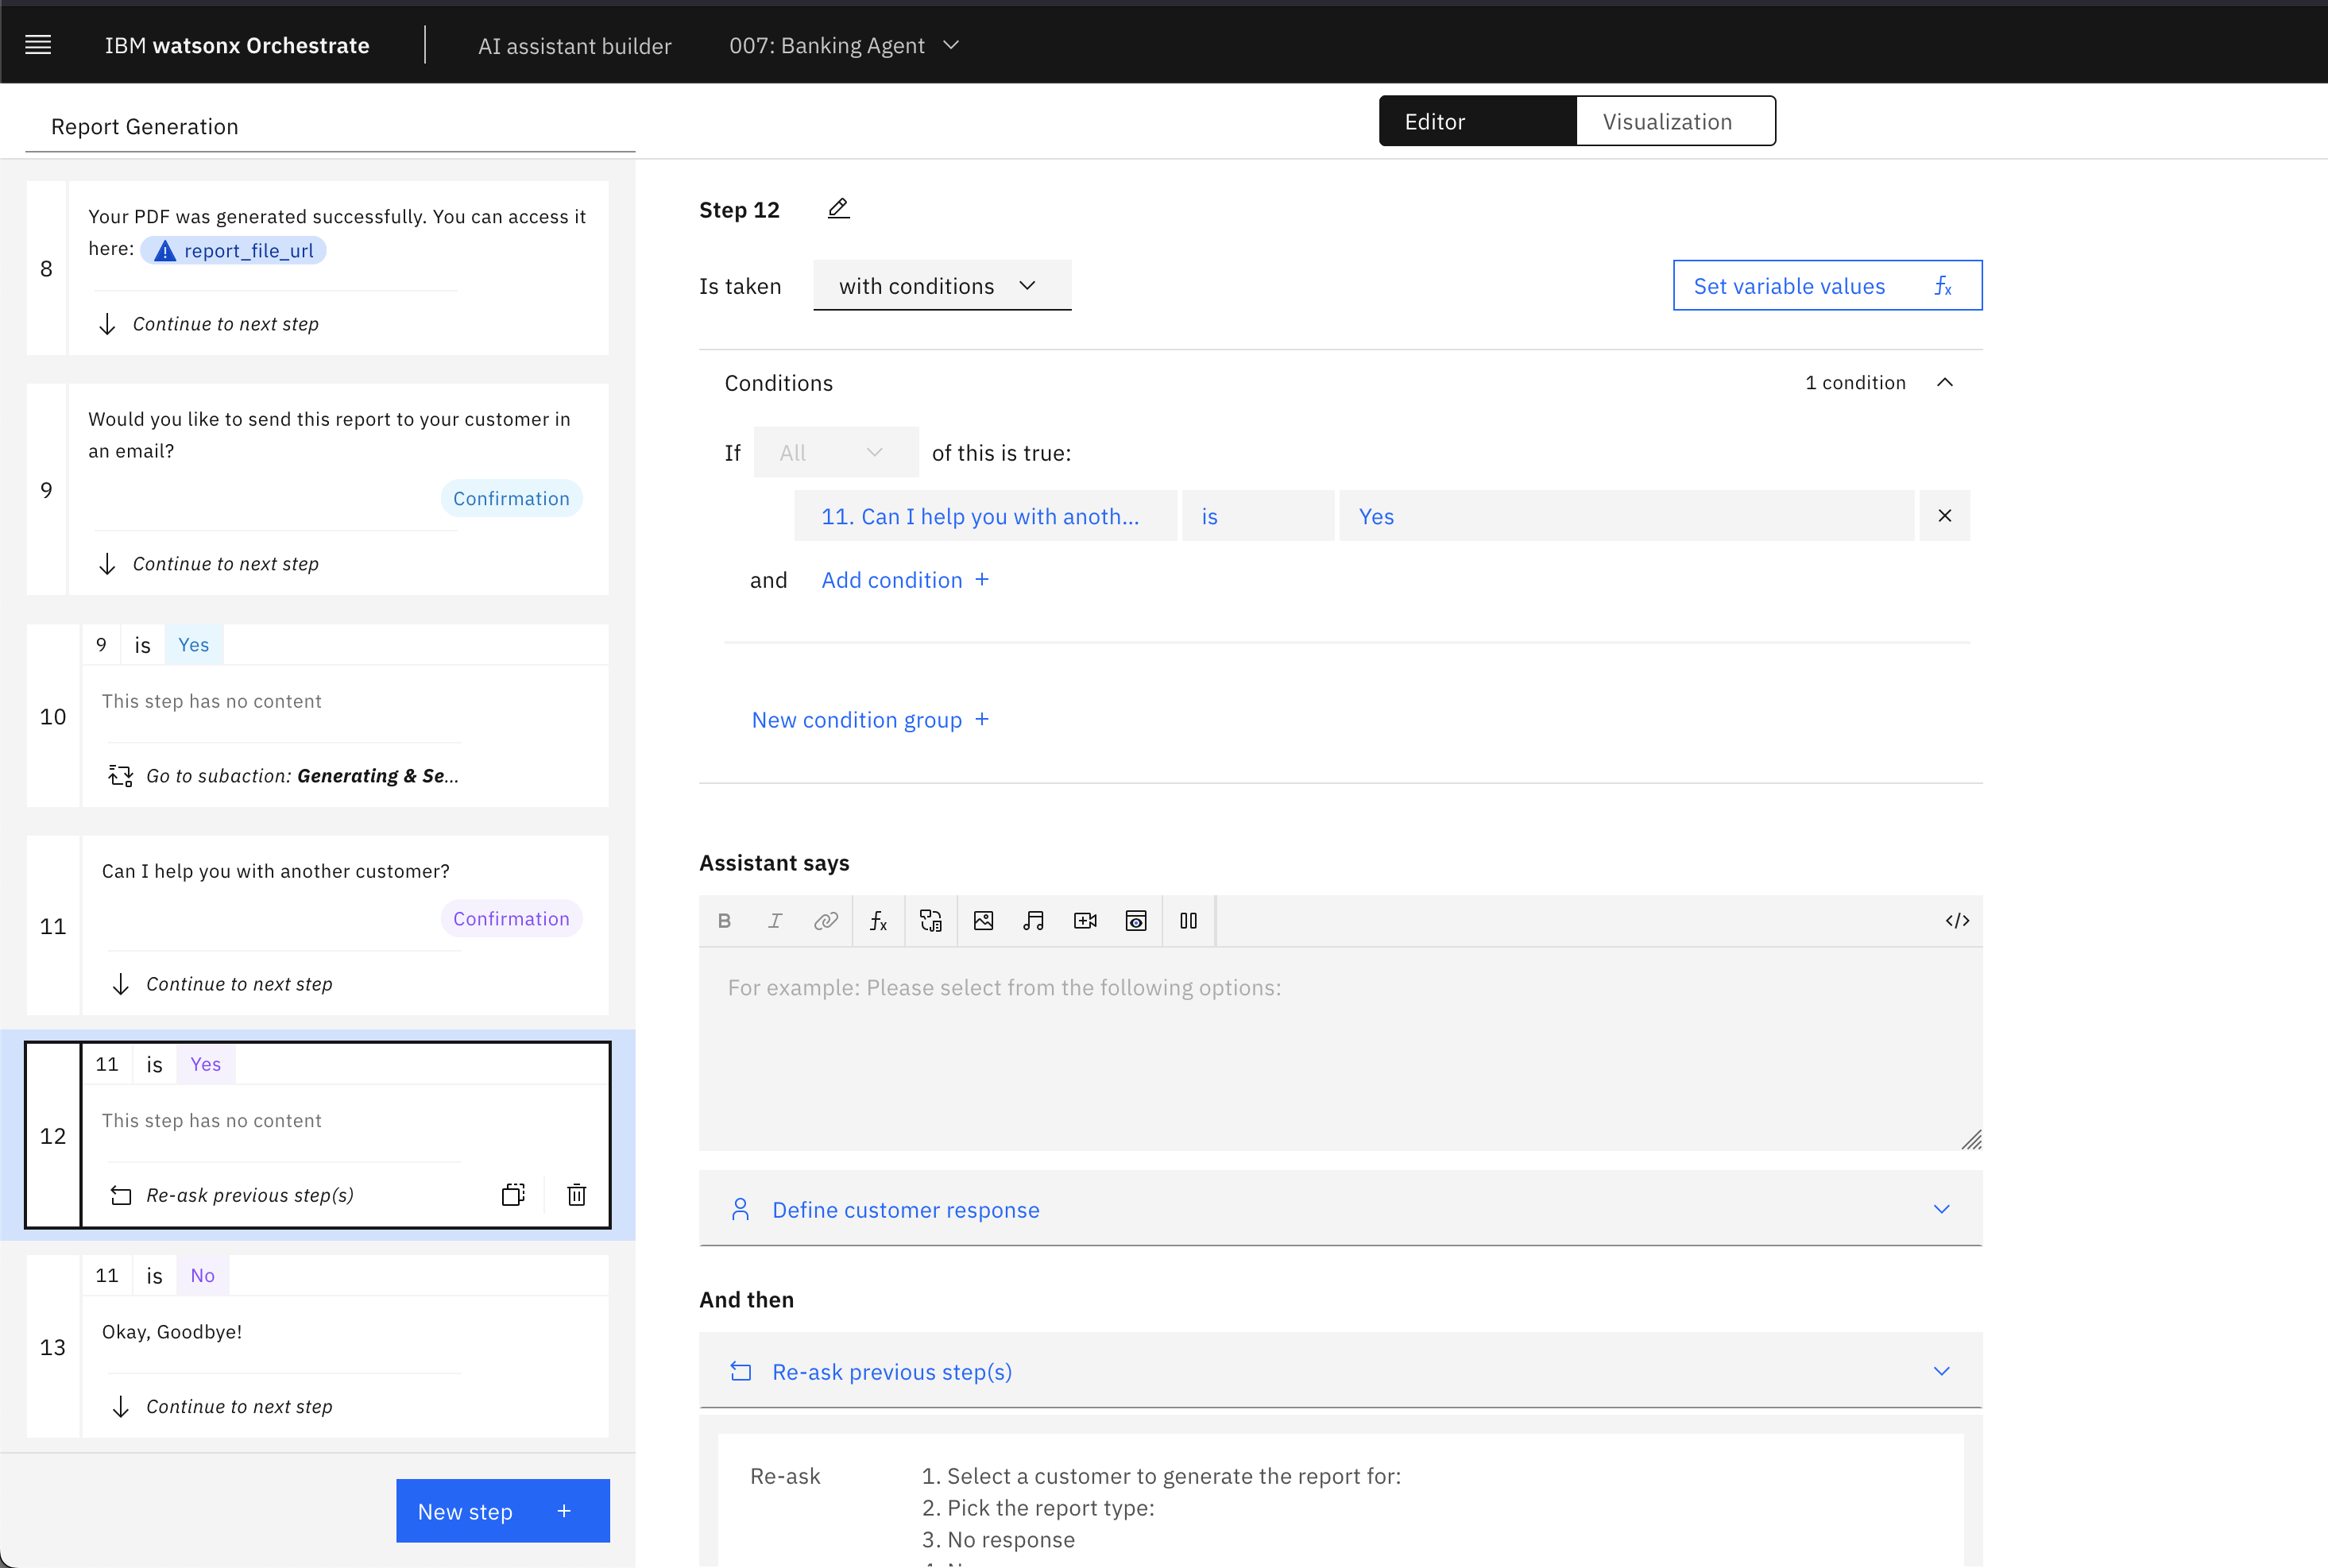 IBM watsonx Orchestrate
AI assistant builder
007: Banking Agent
Report Generation
Editor
Visualization
8
Your PDF was generated successfully. You can access it
here: report_file_url
Continue to next step
9
Would you like to send this report to your customer in
an email?
Confirmation
Continue to next step
9 is Yes
10
This step has no content
Go to subaction: Generating & Se...
11
Can I help you with another customer?
Confirmation
Continue to next step
11 is Yes
12
This step has no content
Re-ask previous step(s)
11 is No
13
Okay, Goodbye!
Continue to next step
New step +
Step 12
Is taken with conditions
Set variable values fx
Conditions
1 condition
If All of this is true:
11. Can I help you with anoth... is Yes
and Add condition +
New condition group +
Assistant says
B I fx </>
For example: Please select from the following options:
Define customer response
And then
Re-ask previous step(s)
Re-ask
1. Select a customer to generate the report for:
2. Pick the report type:
3. No response